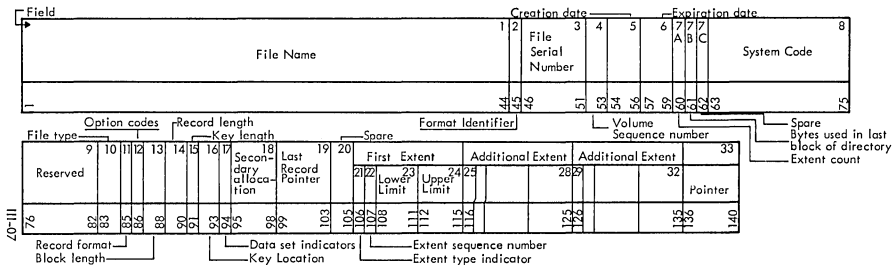 Field
Creation date
Expiration date
1 2 3 4 5 6 7 7 7 8
A B C
File Name
File
Serial
Number
System Code
1 44 45 46 51 53 54 56 57 59 60 61 62 63 75
Option codes
Record length
Format Identifier
Volume
Sequence number
Spare
Bytes used in last
block of directory
Extent count
File type
Key length
Spare
9 10 11 12 13 14 15 16 17 18 19 20 First Extent Additional Extent Additional Extent 33
21 22 23 24 25 28 29 32
Reserved
Secon-
dary
alloca-
tion
Last
Record
Pointer
Lower
Limit
Upper
Limit
Pointer
76 82 83 85 86 88 90 91 93 94 95 98 99 103 105 106 107 108 111 112 115 116 125 126 135 136 140
III-07
Record format
Block length
Data set indicators
Key Location
Extent sequence number
Extent type indicator